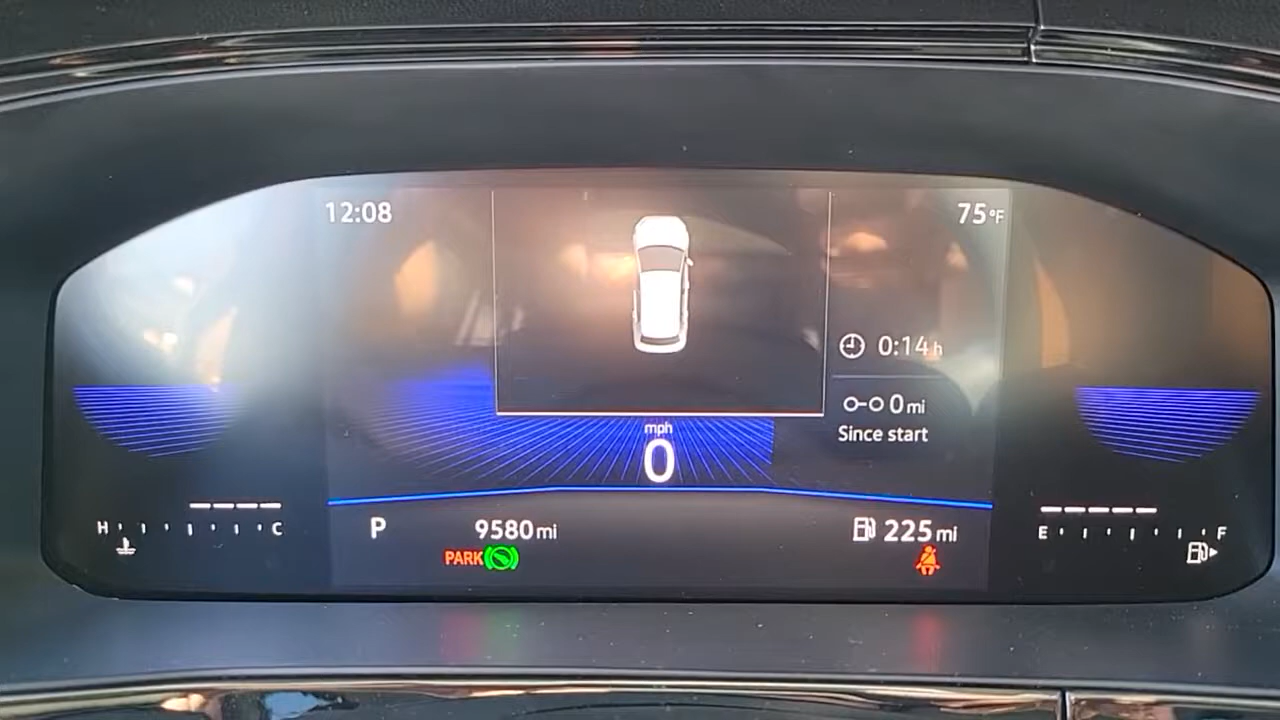 12:08
75°F
0:14 h
0 mi
Since start
mph
0
P
9580 mi
225 mi
H C
E F
PARK